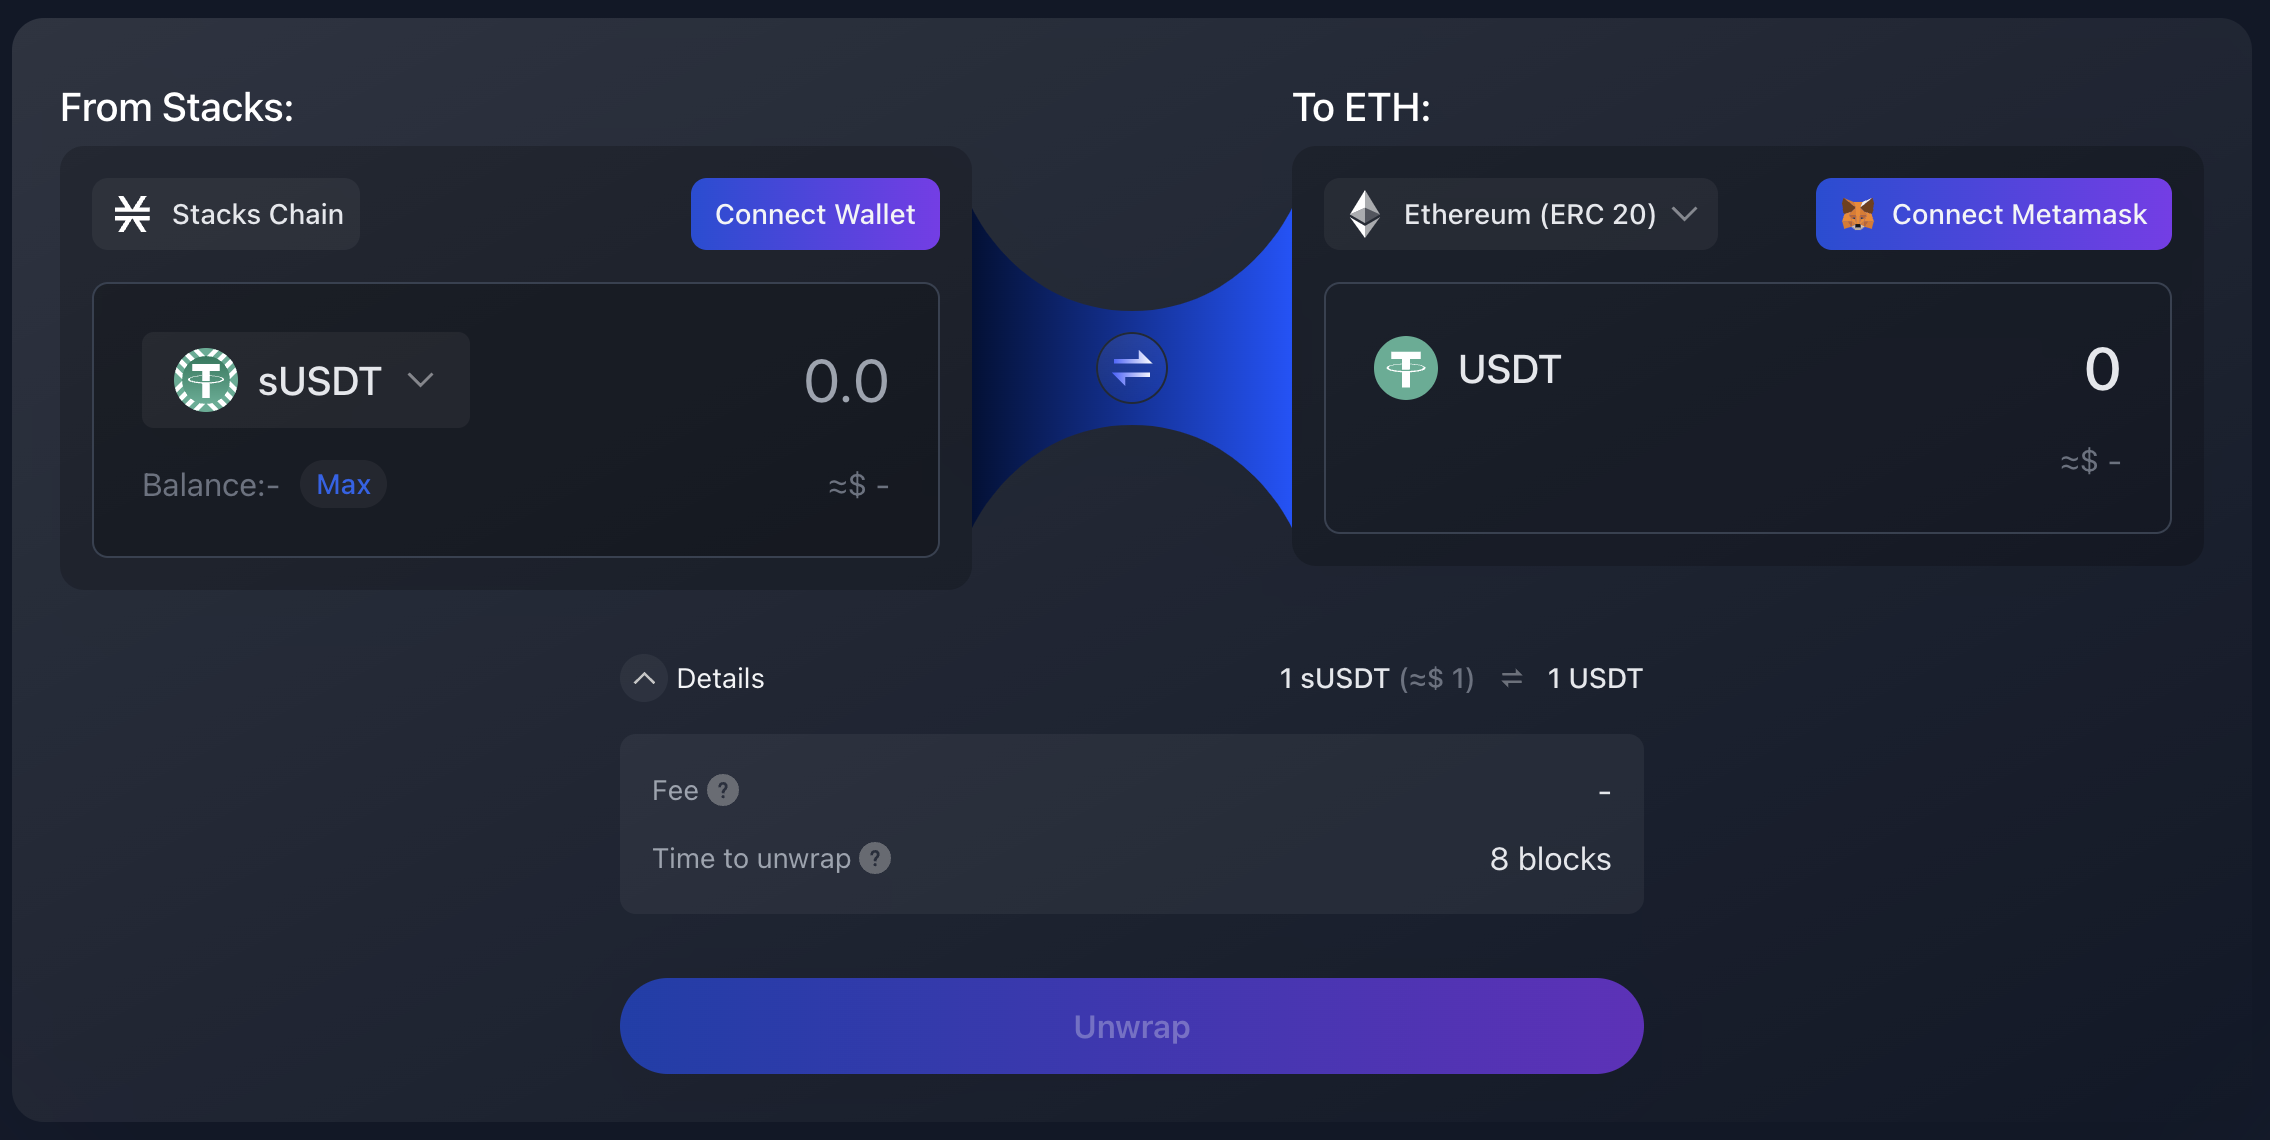 From Stacks:
Stacks Chain
Connect Wallet
sUSDT
0.0
Balance:-
Max
≈$ -
To ETH:
Ethereum (ERC 20)
Connect Metamask
USDT
0
≈$ -
Details
1 sUSDT (≈$ 1) ⇌ 1 USDT
Fee ?
-
Time to unwrap ?
8 blocks
Unwrap